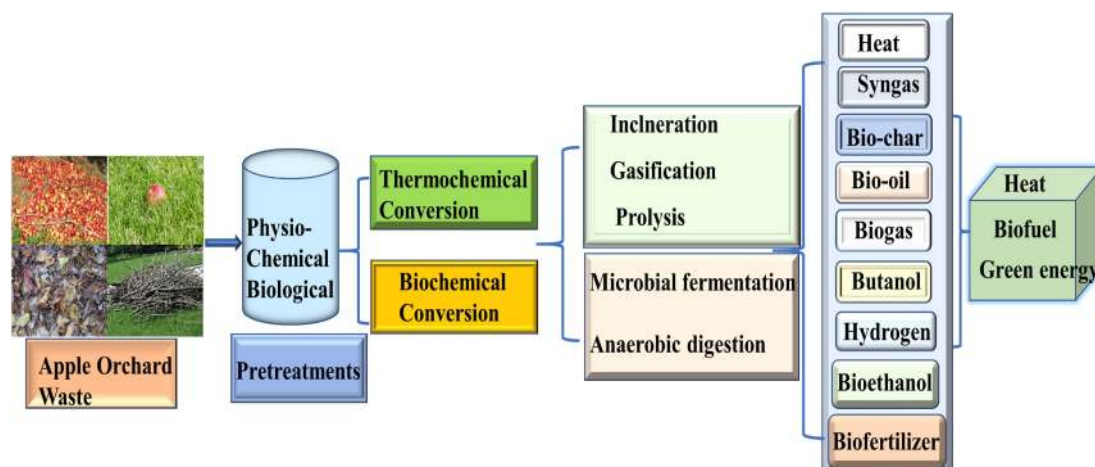 Apple Orchard
Waste
Physio-
Chemical
Biological
Pretreatments
Thermochemical
Conversion
Biochemical
Conversion
Inclneration
Gasification
Prolysis
Microbial fermentation
Anaerobic digestion
Heat
Syngas
Bio-char
Bio-oil
Biogas
Butanol
Hydrogen
Bioethanol
Biofertilizer
Heat
Biofuel
Green energy